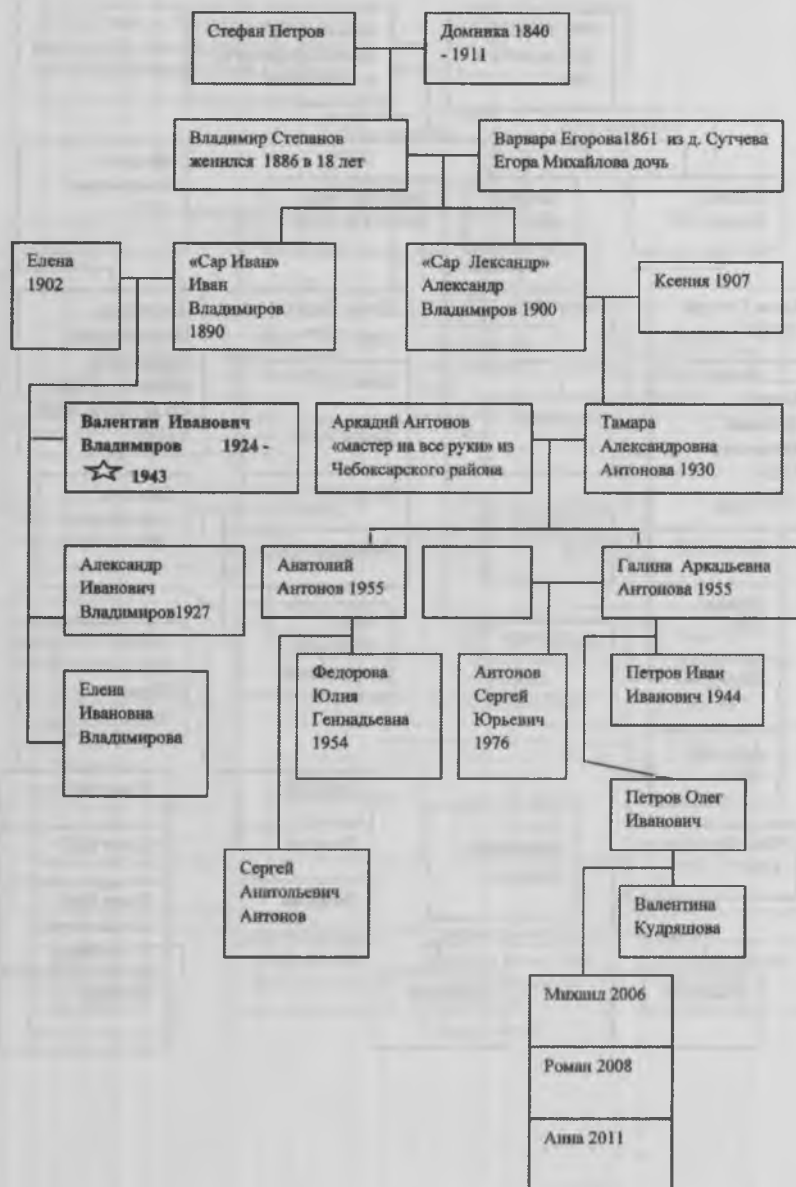 Стефан Петров
Домника 1840
- 1911
Владимир Степанов
женился 1886 в 18 лет
Варвара Егорова1861 из д. Сутчева
Егора Михайлова дочь
Елена
1902
«Сар Иван»
Иван
Владимиров
1890
«Сар Лександр»
Александр
Владимиров 1900
Ксения 1907
Валентин Иванович
Владимиров 1924 -
1943
Аркадий Антонов
«мастер на все руки» из
Чебоксарского района
Тамара
Александровна
Антонова 1930
Александр
Иванович
Владимиров1927
Анатолий
Антонов 1955
Галина Аркадьевна
Антонова 1955
Елена
Ивановна
Владимирова
Федорова
Юлия
Геннадьевна
1954
Антонов
Сергей
Юрьевич
1976
Петров Иван
Иванович 1944
Петров Олег
Иванович
Сергей
Анатольевич
Антонов
Валентина
Кудряшова
Михаил 2006
Роман 2008
Анна 2011